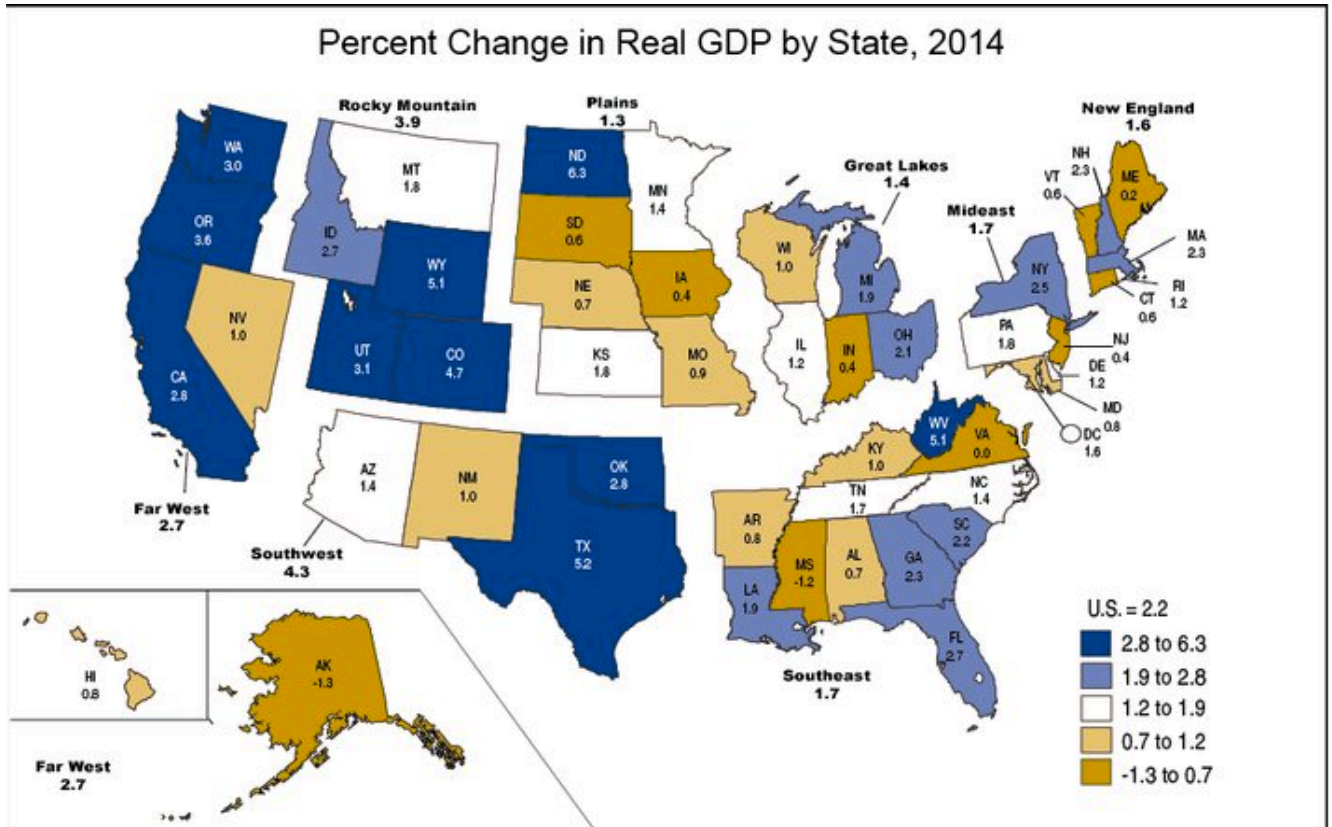 Percent Change in Real GDP by State, 2014
Rocky Mountain
3.9
Plains
1.3
New England
1.6
Great Lakes
1.4
Mideast
1.7
WA
3.0
OR
3.6
CA
2.8
NV
1.0
ID
2.7
MT
1.8
WY
5.1
UT
3.1
CO
4.7
ND
6.3
SD
0.6
NE
0.7
KS
1.8
MN
1.4
IA
0.4
MO
0.9
WI
1.0
MI
1.9
IL
1.2
IN
0.4
OH
2.1
NH
2.3
VT
0.6
ME
0.2
MA
2.3
RI
1.2
CT
0.6
NY
2.5
PA
1.8
NJ
0.4
DE
1.2
MD
0.8
DC
1.6
AZ
1.4
NM
1.0
OK
2.8
TX
5.2
WV
5.1
VA
0.0
KY
1.0
TN
1.7
NC
1.4
SC
2.2
GA
2.3
AR
0.8
LA
1.9
MS
-1.2
AL
0.7
FL
2.7
Far West
2.7
Southwest
4.3
Southeast
1.7
HI
0.8
AK
-1.3
Far West
2.7
U.S. = 2.2
2.8 to 6.3
1.9 to 2.8
1.2 to 1.9
0.7 to 1.2
-1.3 to 0.7